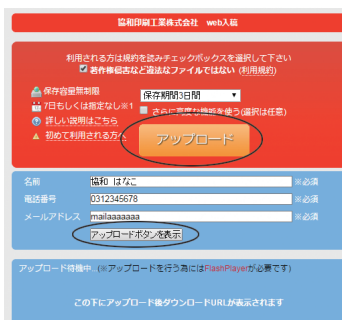 協和印刷工業株式会社 web入稿
利用される方は規約を読みチェックボックスを選択して下さい
著作権侵害など違法なファイルではない (利用規約)
保存容量無制限
7日もしくは指定なし※1
保存期間3日間
さらに高度な機能を使う(選択は任意)
詳しい説明はこちら
初めて利用される方へ
アップロード
名前 協和 はなこ ※必須
電話番号 0312345678 ※必須
メールアドレス mailaaaaaaa ※必須
アップロードボタンを表示
アップロード待機中..(※アップロードを行う為にはFlashPlayerが必要です)
この下にアップロード後ダウンロードURLが表示されます